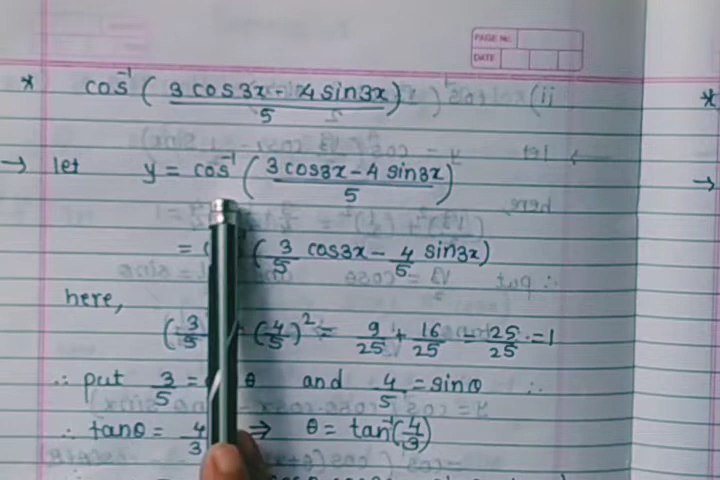 PAGE No.
DATE
* cos⁻¹ ( 3 cos3x - 4 sin3x / 5 )
→ let y = cos⁻¹ ( 3 cos3x - 4 sin3x / 5 )
= ( 3/5 cos3x - 4/5 sin3x )
here,
( 3/5 + ( 4/5 )² = 9/25 + 16/25 = 25/25 = 1
∴ put 3/5 = θ and 4/5 = sinθ ∴
∴ tanθ = 4/3 ⇒ θ = tan⁻¹( 4/3 )